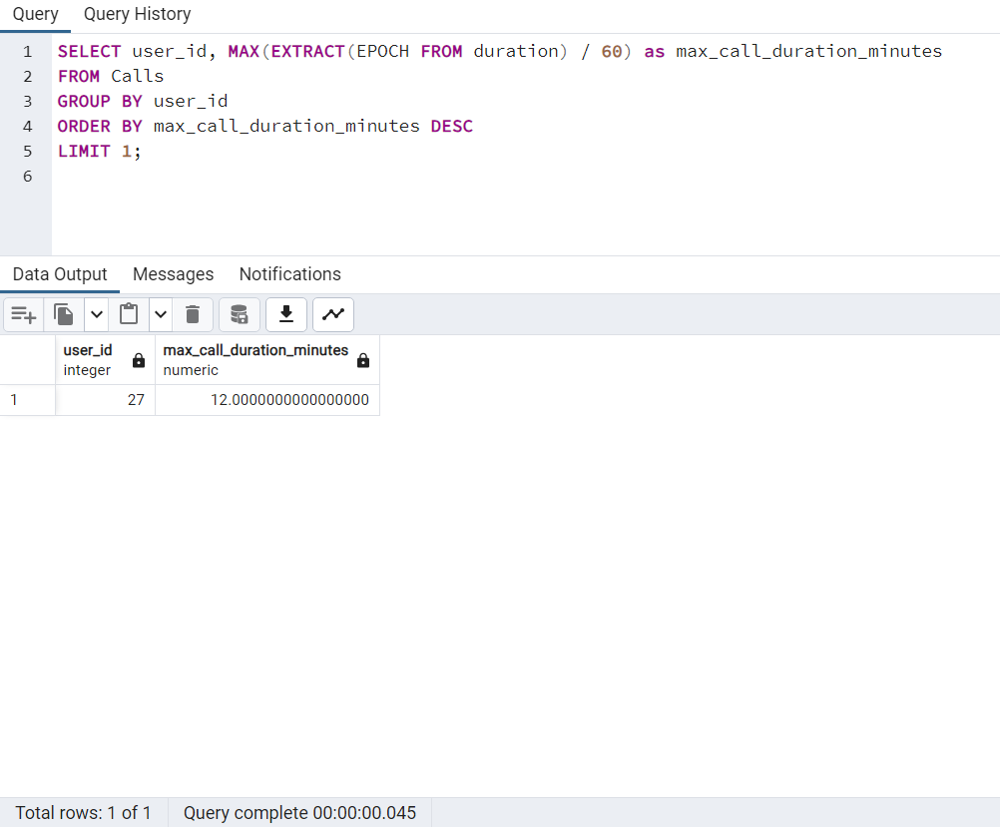 Query Query History
1 SELECT user_id, MAX(EXTRACT(EPOCH FROM duration) / 60) as max_call_duration_minutes
2 FROM Calls
3 GROUP BY user_id
4 ORDER BY max_call_duration_minutes DESC
5 LIMIT 1;
6
Data Output Messages Notifications
user_id max_call_duration_minutes
integer numeric
1 27 12.0000000000000000
Total rows: 1 of 1 Query complete 00:00:00.045